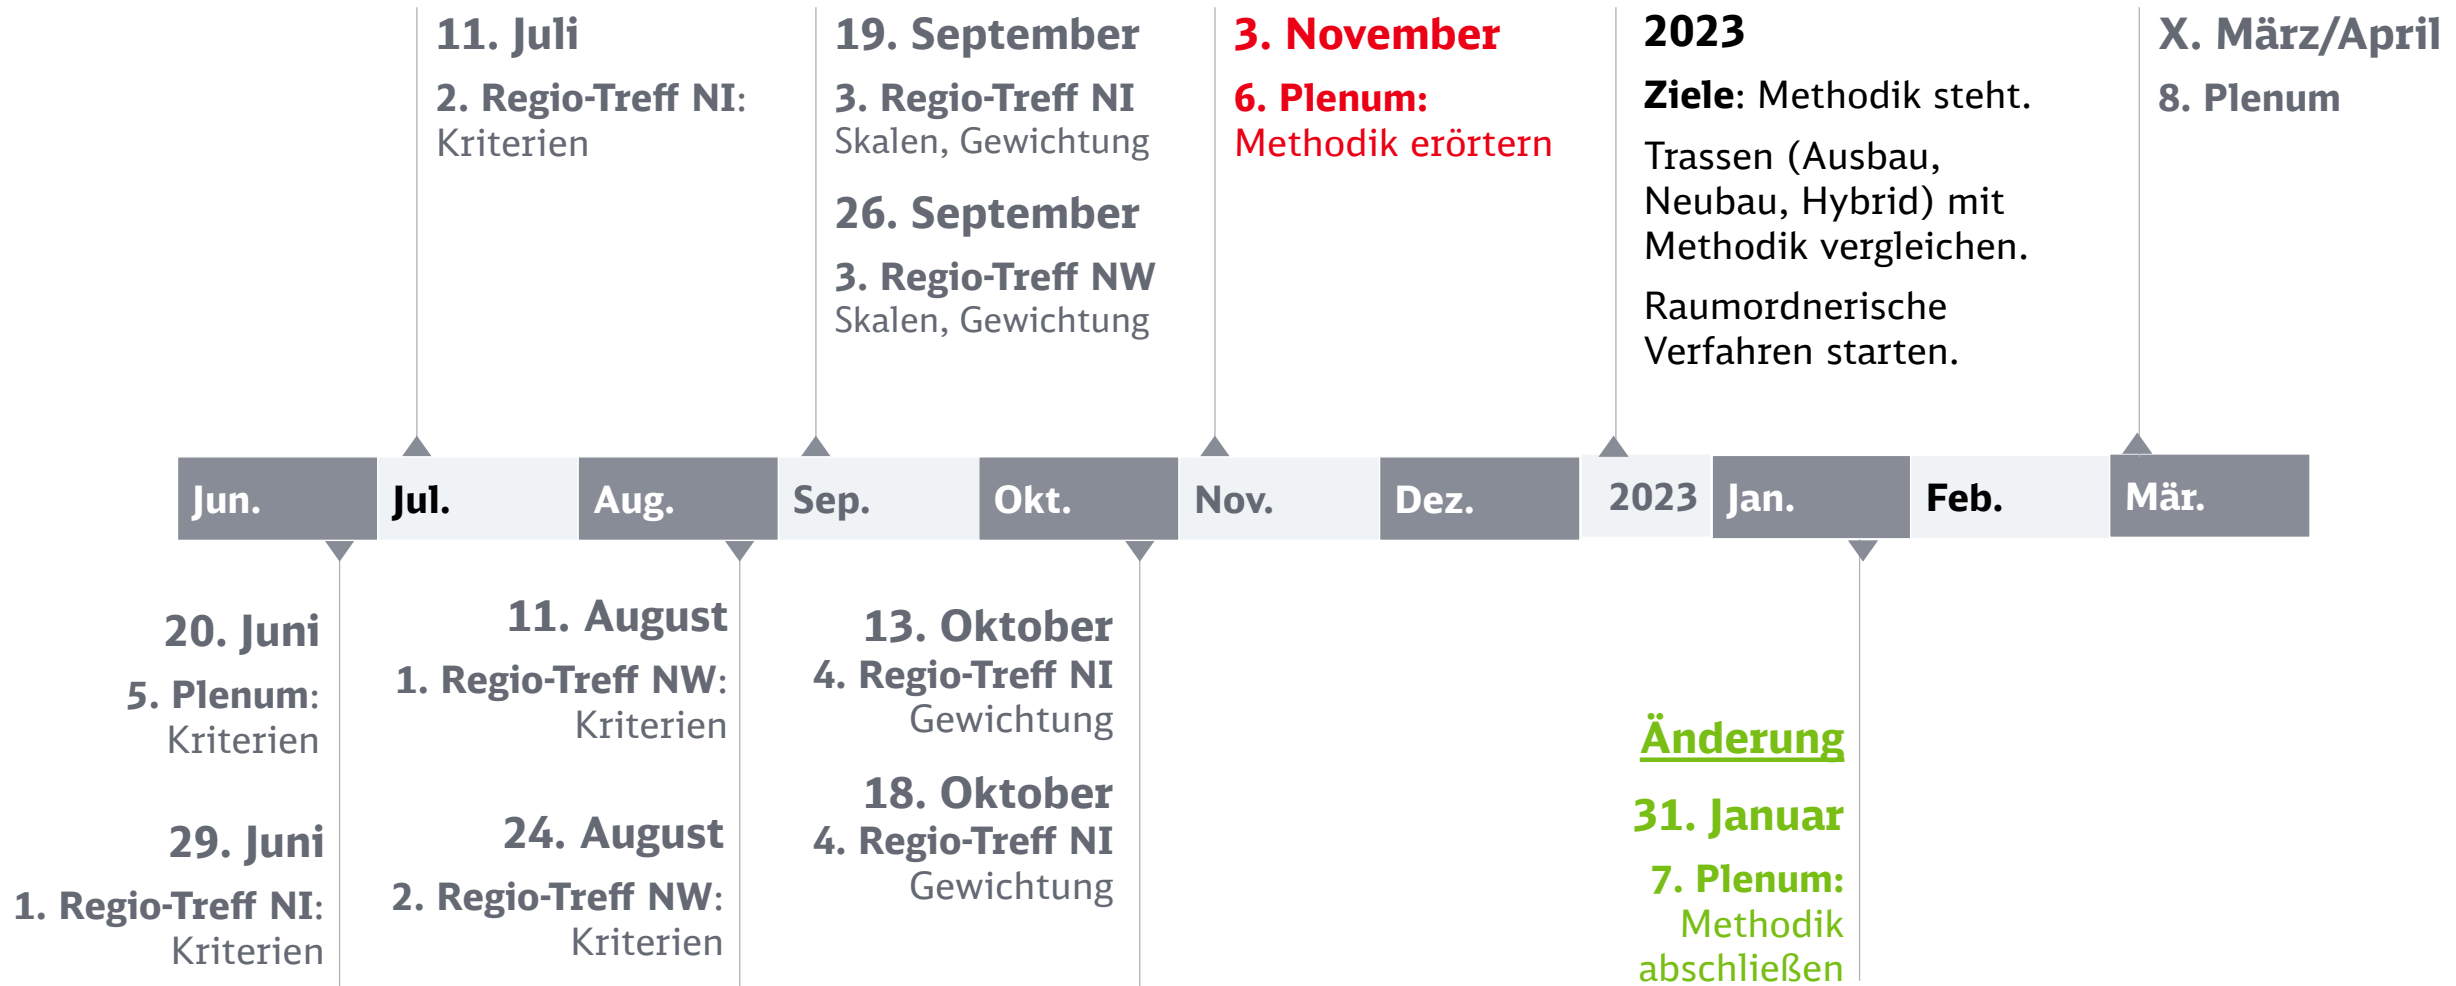 11. Juli
2. Regio-Treff NI:
Kriterien
19. September
3. Regio-Treff NI
Skalen, Gewichtung
26. September
3. Regio-Treff NW
Skalen, Gewichtung
3. November
6. Plenum:
Methodik erörtern
2023
Ziele: Methodik steht.
Trassen (Ausbau,
Neubau, Hybrid) mit
Methodik vergleichen.
Raumordnerische
Verfahren starten.
X. März/April
8. Plenum
Jun.
Jul.
Aug.
Sep.
Okt.
Nov.
Dez.
2023
Jan.
Feb.
Mär.
20. Juni
5. Plenum:
Kriterien
29. Juni
1. Regio-Treff NI:
Kriterien
11. August
1. Regio-Treff NW:
Kriterien
24. August
2. Regio-Treff NW:
Kriterien
13. Oktober
4. Regio-Treff NI
Gewichtung
18. Oktober
4. Regio-Treff NI
Gewichtung
Änderung
31. Januar
7. Plenum:
Methodik
abschließen